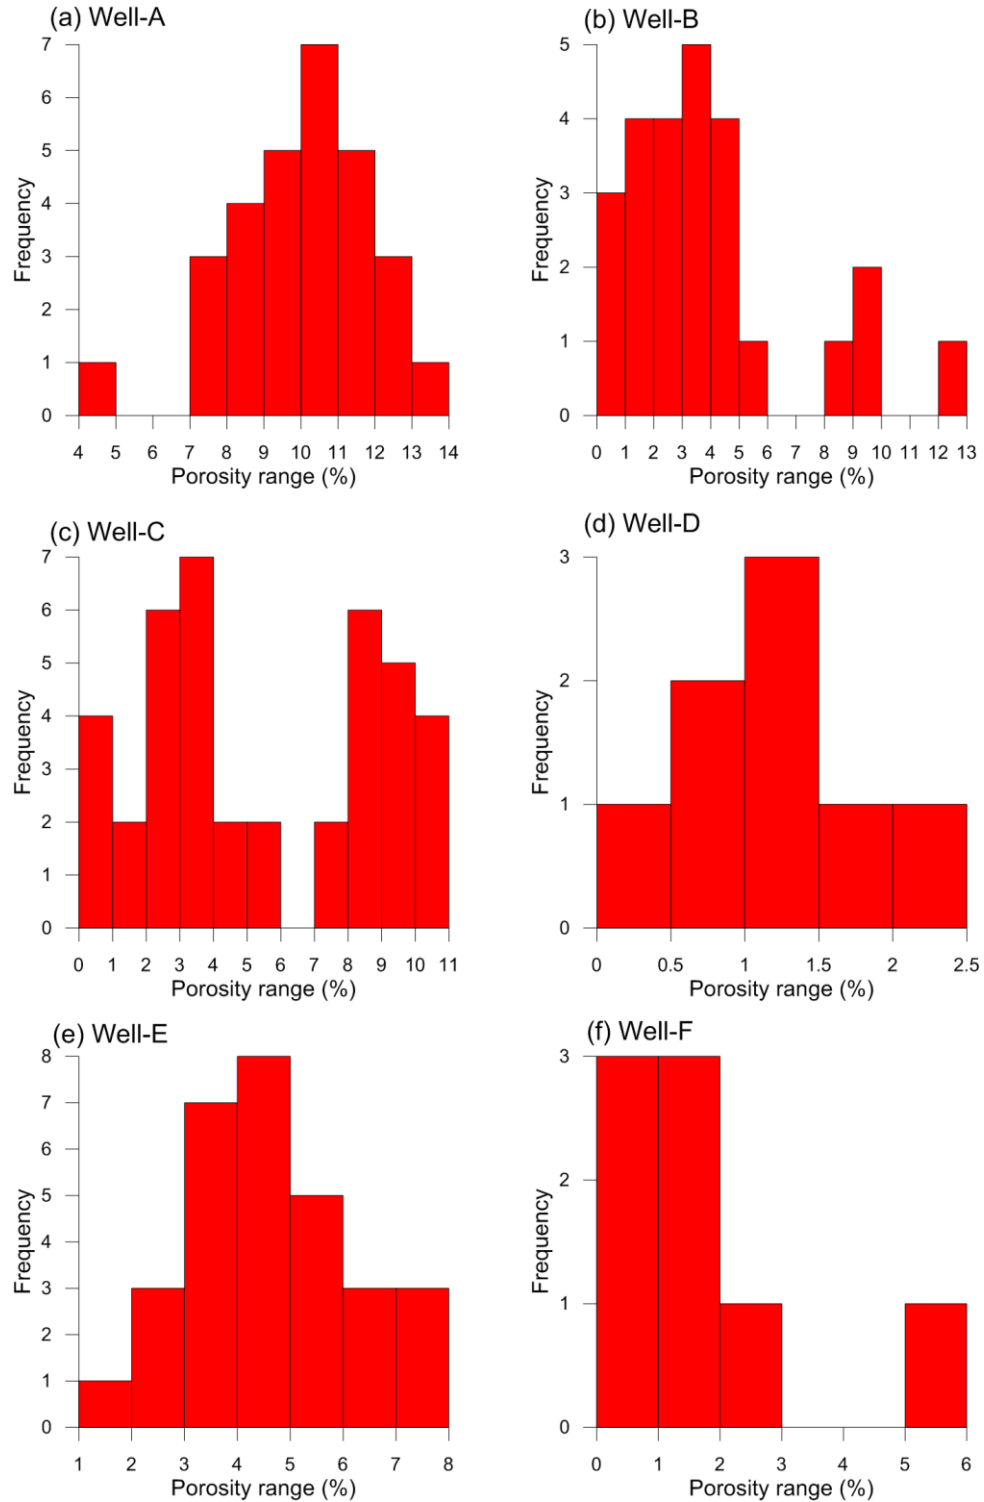 (a) Well-A
7
6
5
4
3
2
1
0
Frequency
4 5 6 7 8 9 10 11 12 13 14
Porosity range (%)
(b) Well-B
5
4
3
2
1
0
Frequency
0 1 2 3 4 5 6 7 8 9 10 11 12 13
Porosity range (%)
(c) Well-C
7
6
5
4
3
2
1
0
Frequency
0 1 2 3 4 5 6 7 8 9 10 11
Porosity range (%)
(d) Well-D
3
2
1
0
Frequency
0 0.5 1 1.5 2 2.5
Porosity range (%)
(e) Well-E
8
7
6
5
4
3
2
1
0
Frequency
1 2 3 4 5 6 7 8
Porosity range (%)
(f) Well-F
3
2
1
0
Frequency
0 1 2 3 4 5 6
Porosity range (%)